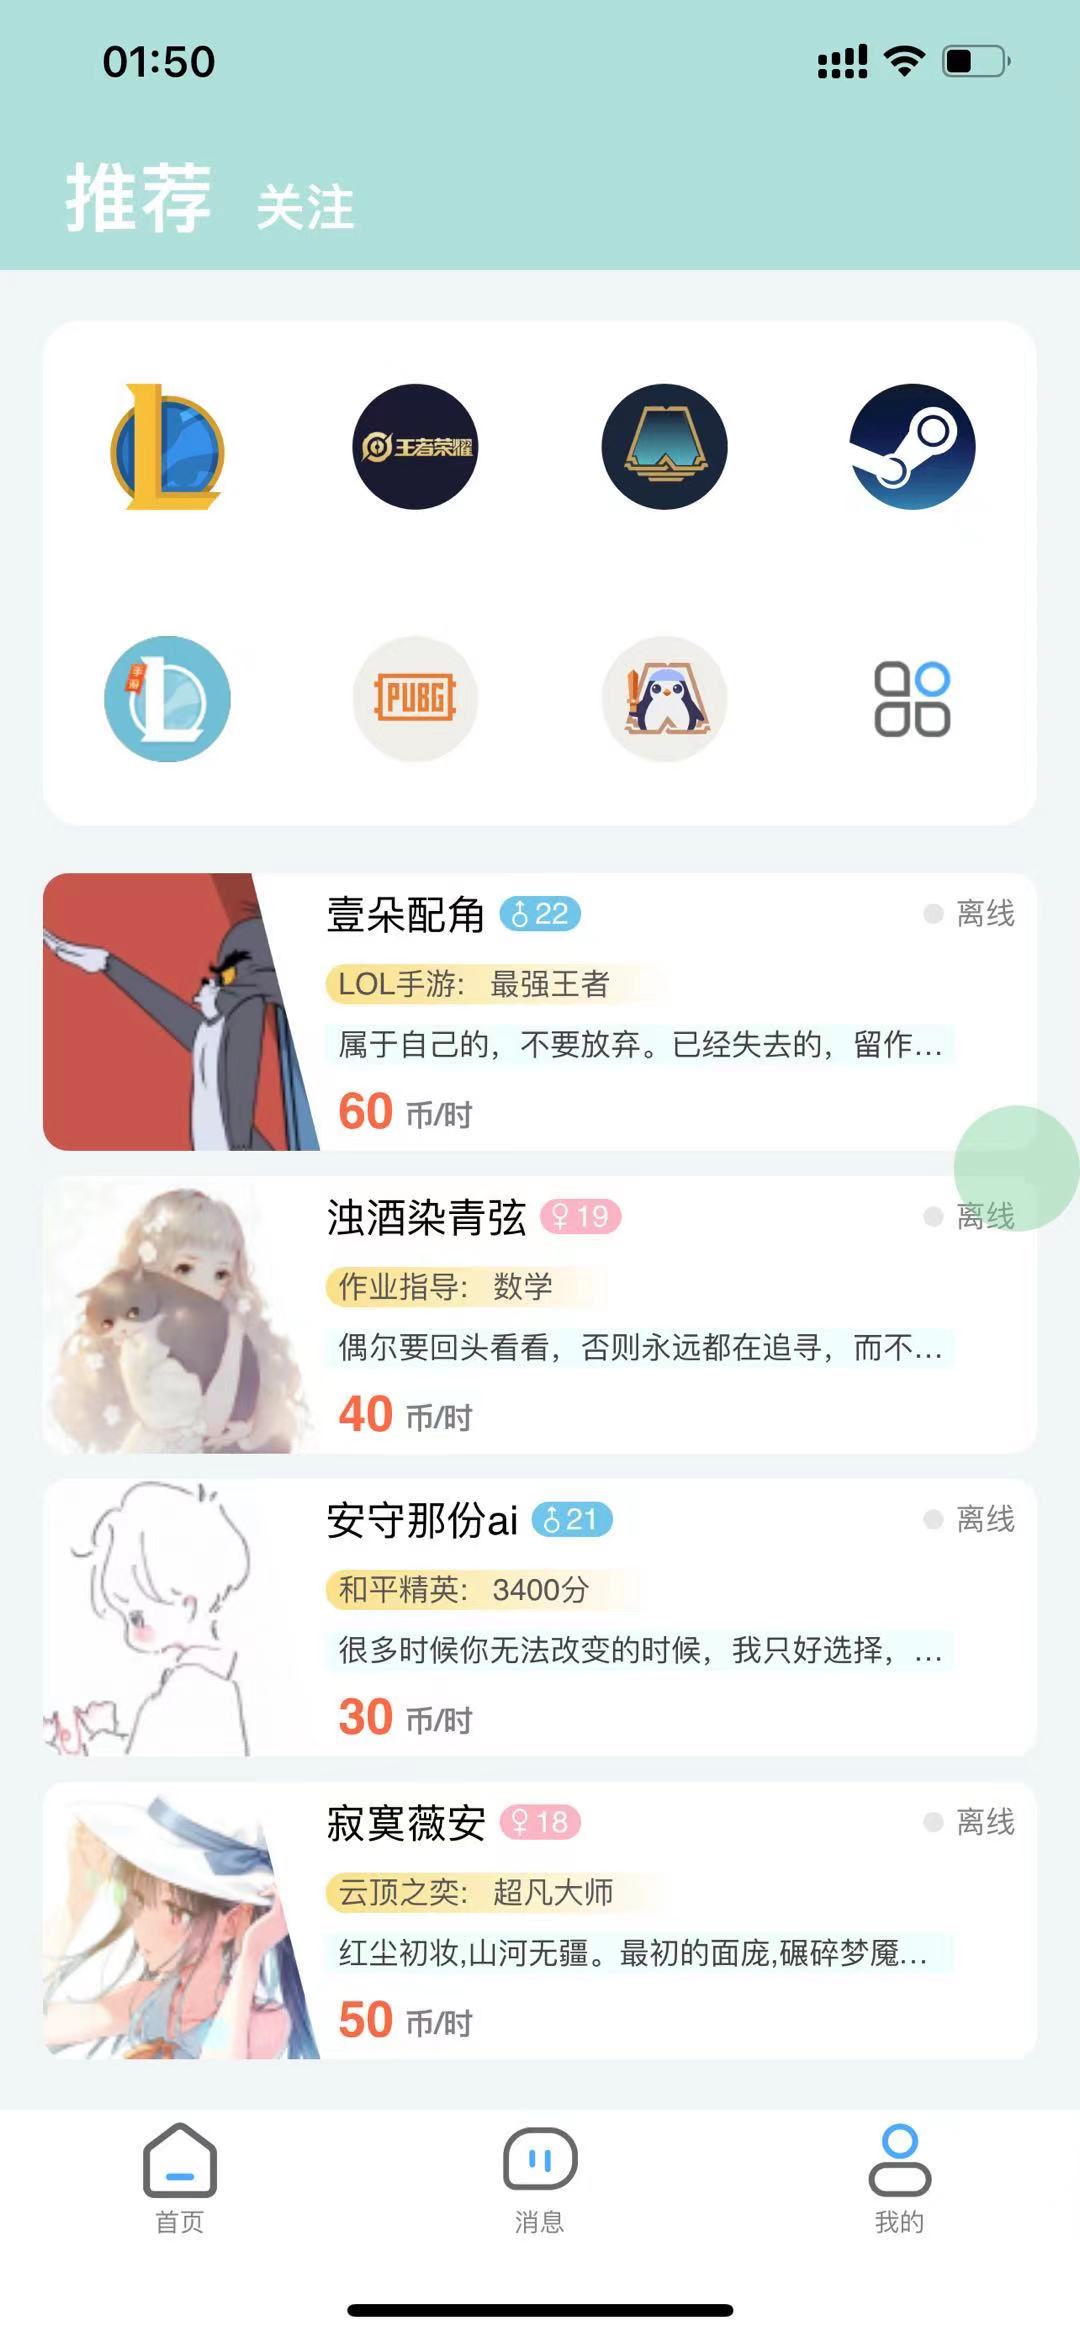 01:50
推荐 关注
王者荣耀
手游
PUBG
壹朵配角 22 离线
LOL手游: 最强王者
属于自己的，不要放弃。已经失去的，留作...
60 币/时
浊酒染青弦 19 离线
作业指导: 数学
偶尔要回头看看，否则永远都在追寻，而不...
40 币/时
安守那份ai 21 离线
和平精英: 3400分
很多时候你无法改变的时候，我只好选择，...
30 币/时
寂寞薇安 18 离线
云顶之奕: 超凡大师
红尘初妆,山河无疆。最初的面庞,碾碎梦魇...
50 币/时
首页 消息 我的